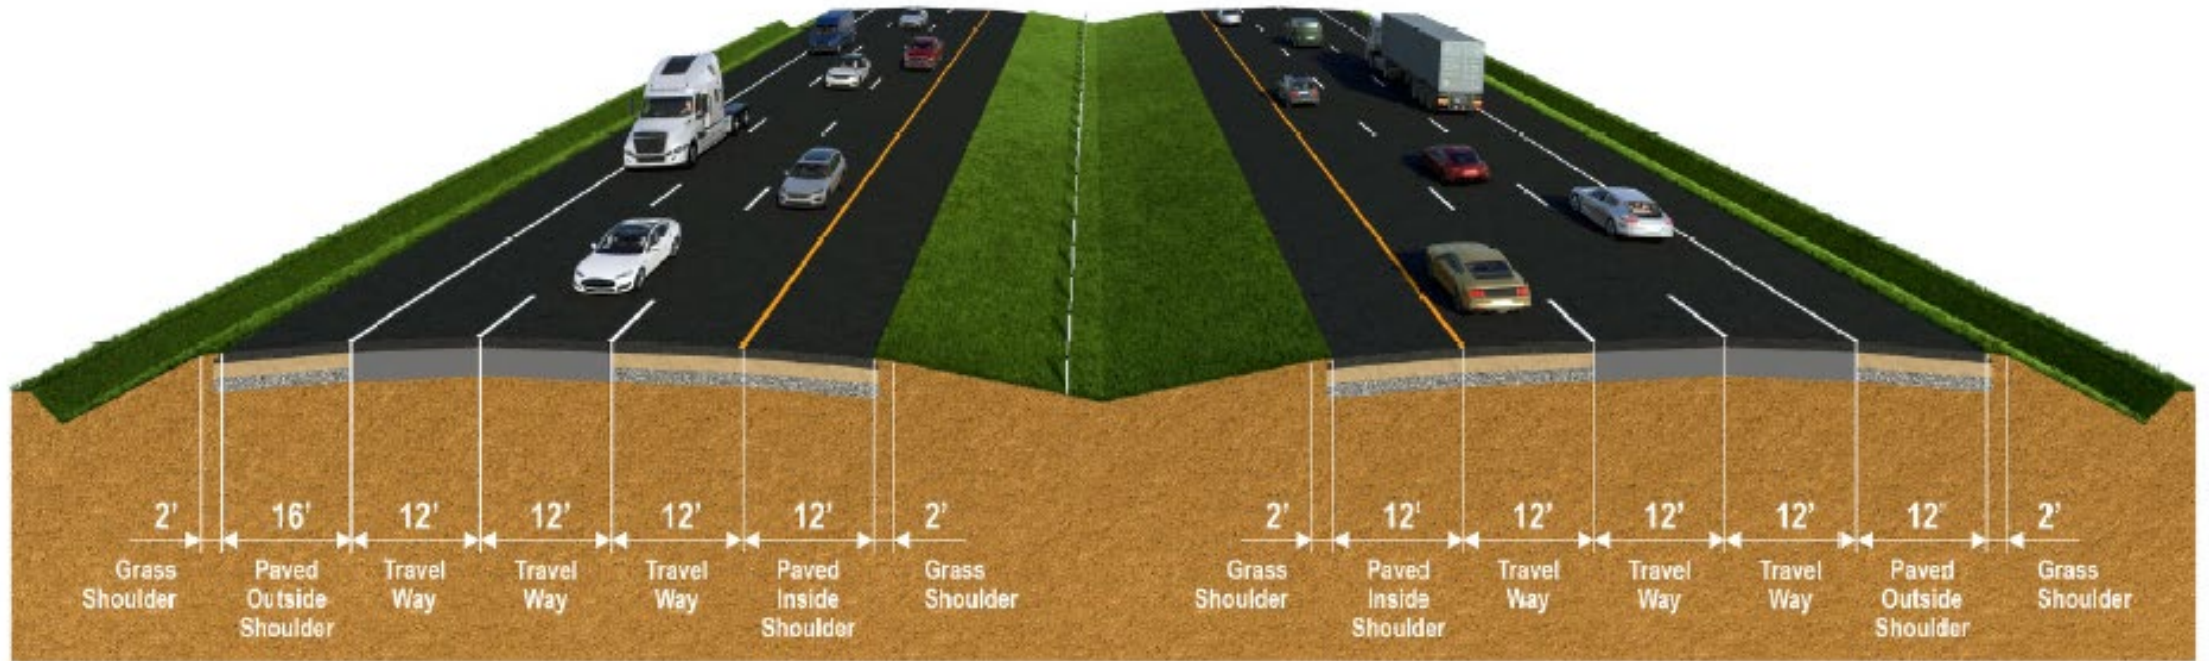 2' 16' 12' 12' 12' 12' 2' 2' 12' 12' 12' 12' 12' 2'
Grass Shoulder
Paved Outside Shoulder
Travel Way
Travel Way
Travel Way
Paved Inside Shoulder
Grass Shoulder
Grass Shoulder
Paved Inside Shoulder
Travel Way
Travel Way
Travel Way
Paved Outside Shoulder
Grass Shoulder